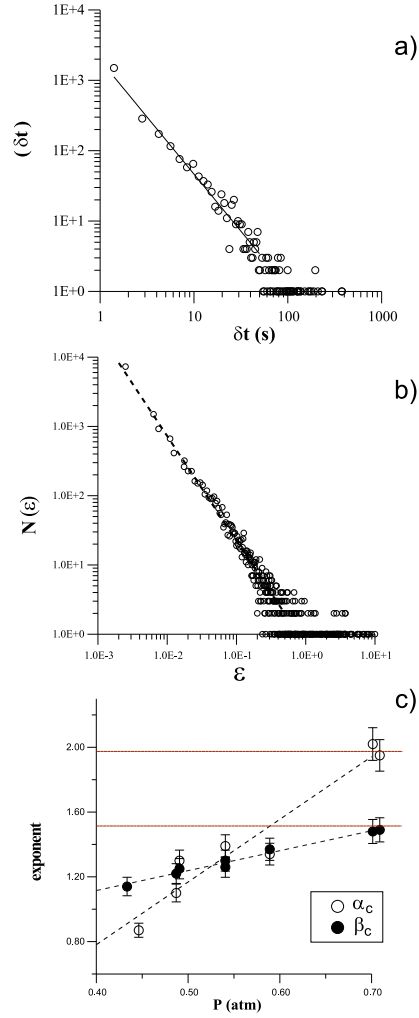 1E+4
a)
1E+3
(δt)
1E+2
1E+1
1E+0
1
10
100
1000
δt (s)
1.0E+4
b)
1.0E+3
N(ε)
1.0E+2
1.0E+1
1.0E+0
1.0E-3
1.0E-2
1.0E-1
1.0E+0
1.0E+1
ε
c)
2.00
1.60
exponent
1.20
αc
βc
0.80
0.40
0.50
0.60
0.70
P (atm)